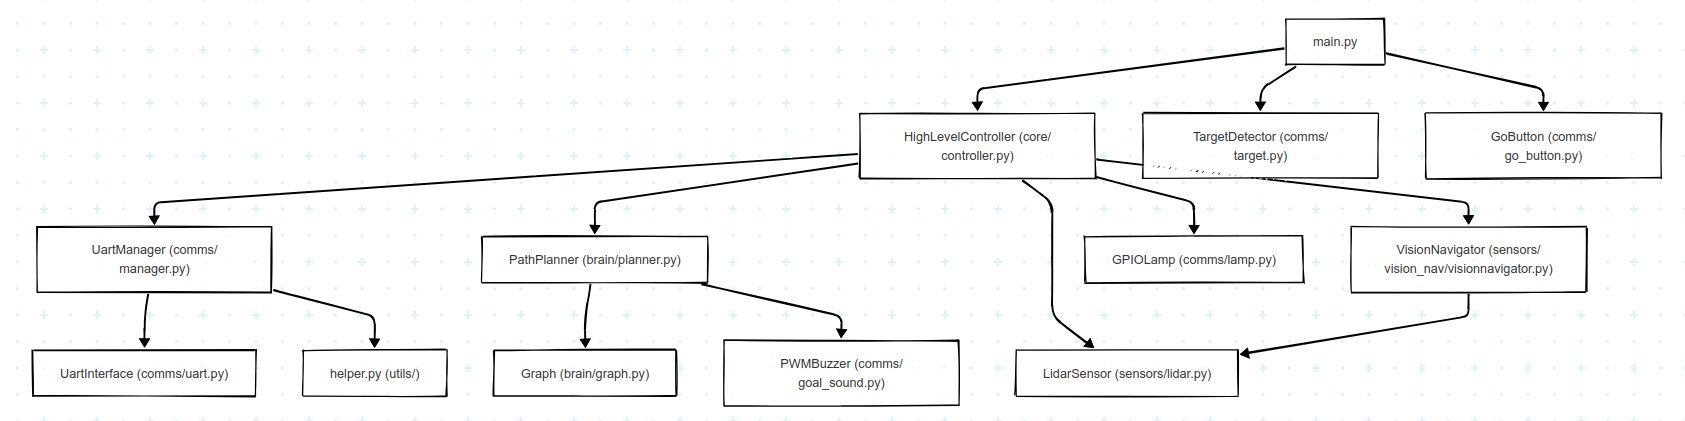 main.py
HighLevelController (core/
controller.py)
TargetDetector (comms/
target.py)
GoButton (comms/
go_button.py)
UartManager (comms/
manager.py)
PathPlanner (brain/planner.py)
GPIOLamp (comms/lamp.py)
VisionNavigator (sensors/
vision_nav/visionnavigator.py)
UartInterface (comms/uart.py)
helper.py (utils/)
Graph (brain/graph.py)
PWMBuzzer (comms/
goal_sound.py)
LidarSensor (sensors/lidar.py)